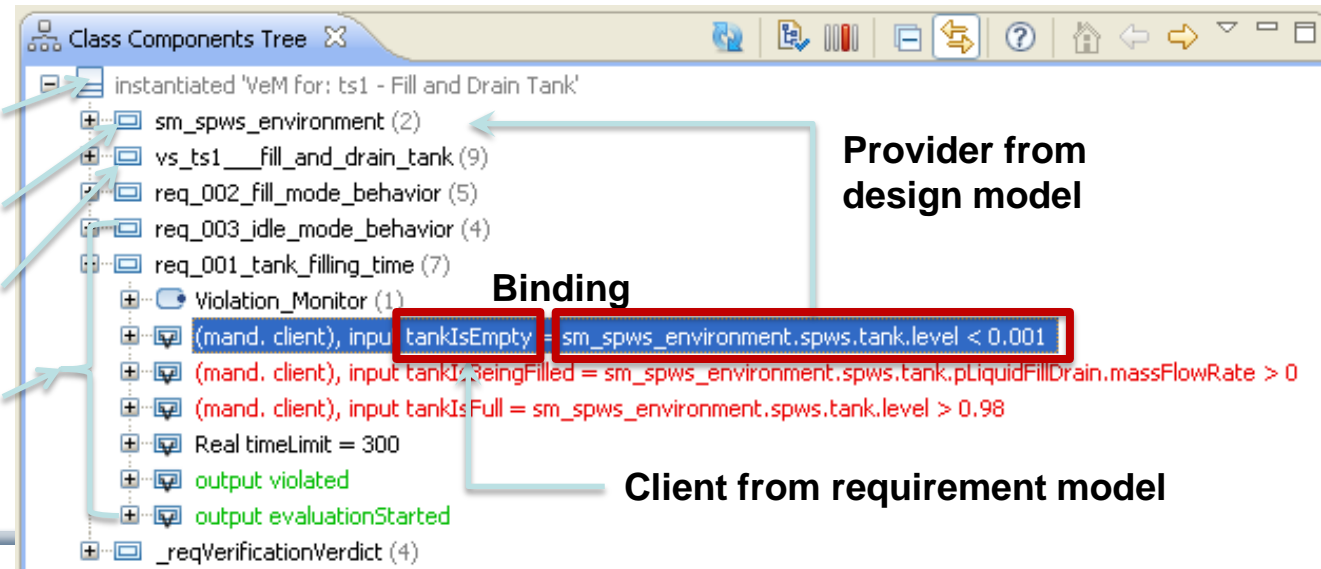 Class Components Tree
instantiated 'VeM for: ts1 - Fill and Drain Tank'
sm_spws_environment (2)
vs_ts1___fill_and_drain_tank (9)
Provider from
design model
req_002_fill_mode_behavior (5)
req_003_idle_mode_behavior (4)
req_001_tank_filling_time (7)
Binding
Violation_Monitor (1)
(mand. client), input tankIsEmpty = sm_spws_environment.spws.tank.level < 0.001
(mand. client), input tankIsBeingFilled = sm_spws_environment.spws.tank.pLiquidFillDrain.massFlowRate > 0
(mand. client), input tankIsFull = sm_spws_environment.spws.tank.level > 0.98
Real timeLimit = 300
output violated
Client from requirement model
output evaluationStarted
_reqVerificationVerdict (4)